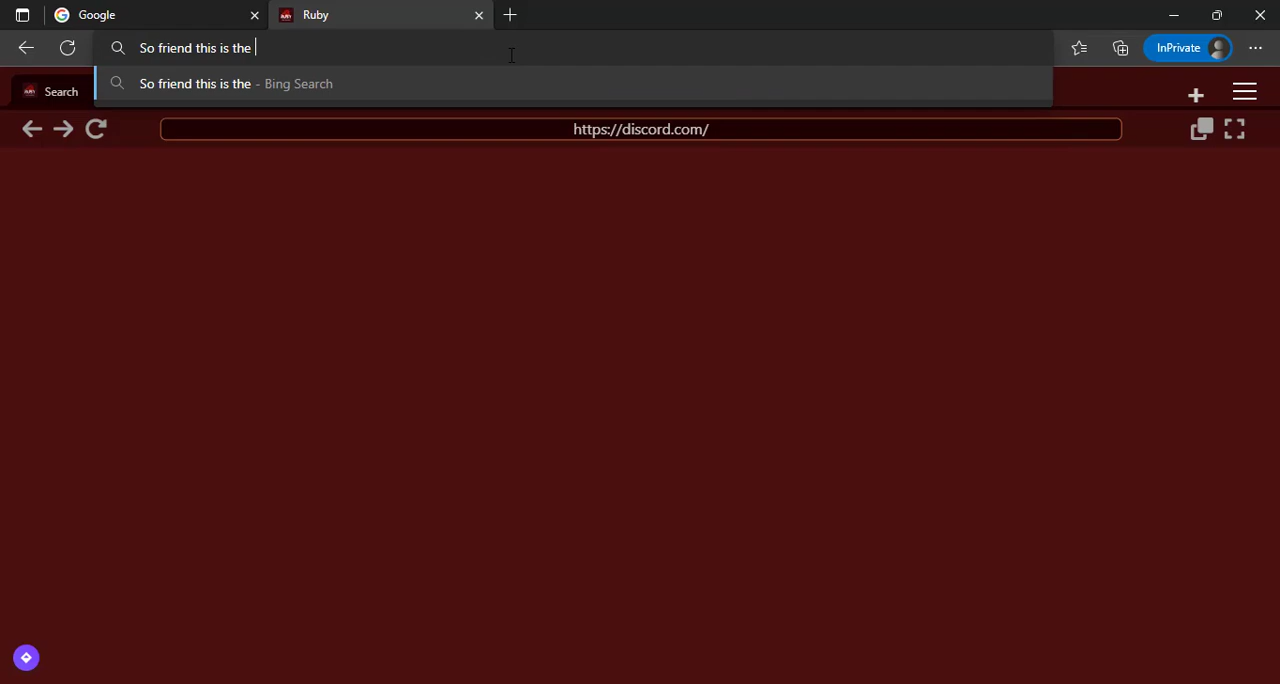 Google
Ruby
So friend this is the
InPrivate
So friend this is the - Bing Search
Search
https://discord.com/